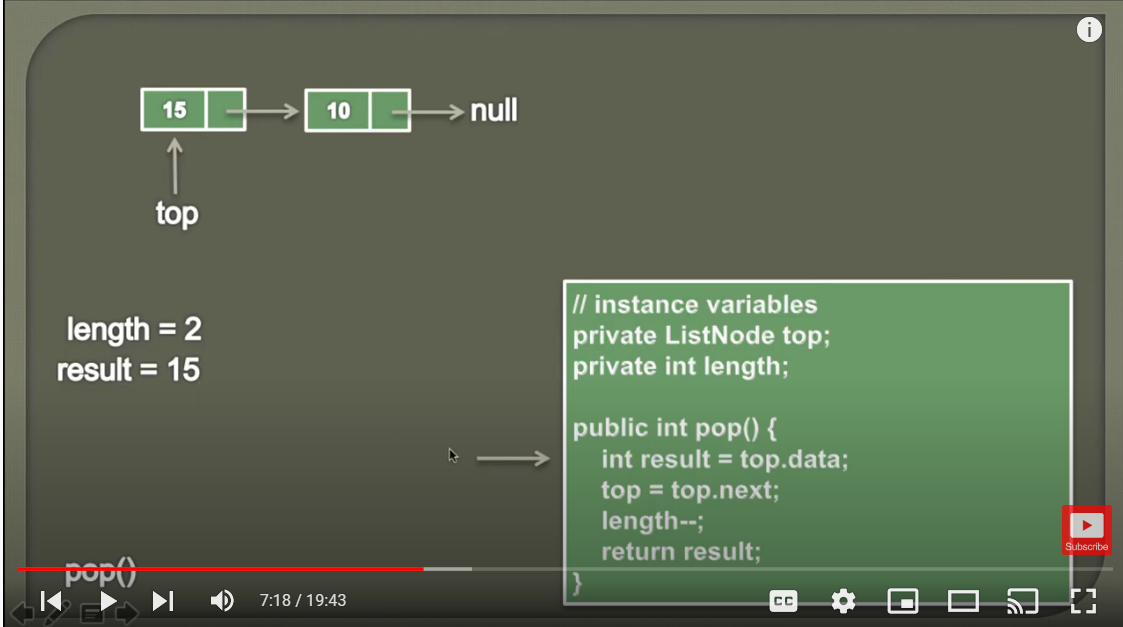 15
10
null
top
length = 2
result = 15
// instance variables
private ListNode top;
private int length;
public int pop() {
int result = top.data;
top = top.next;
length--;
return result;
}
pop()
Subscribe
7:18 / 19:43
CC
i